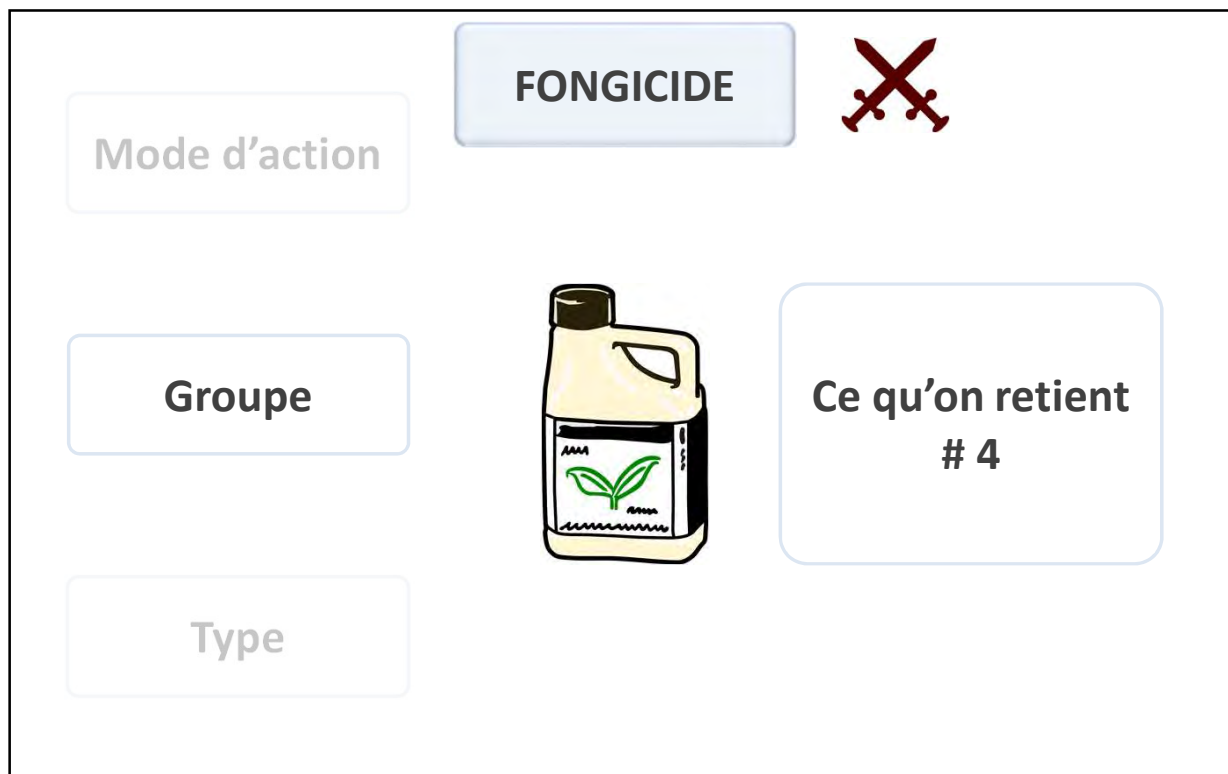 FONGICIDE
Mode d’action
Groupe
Ce qu’on retient
# 4
Type